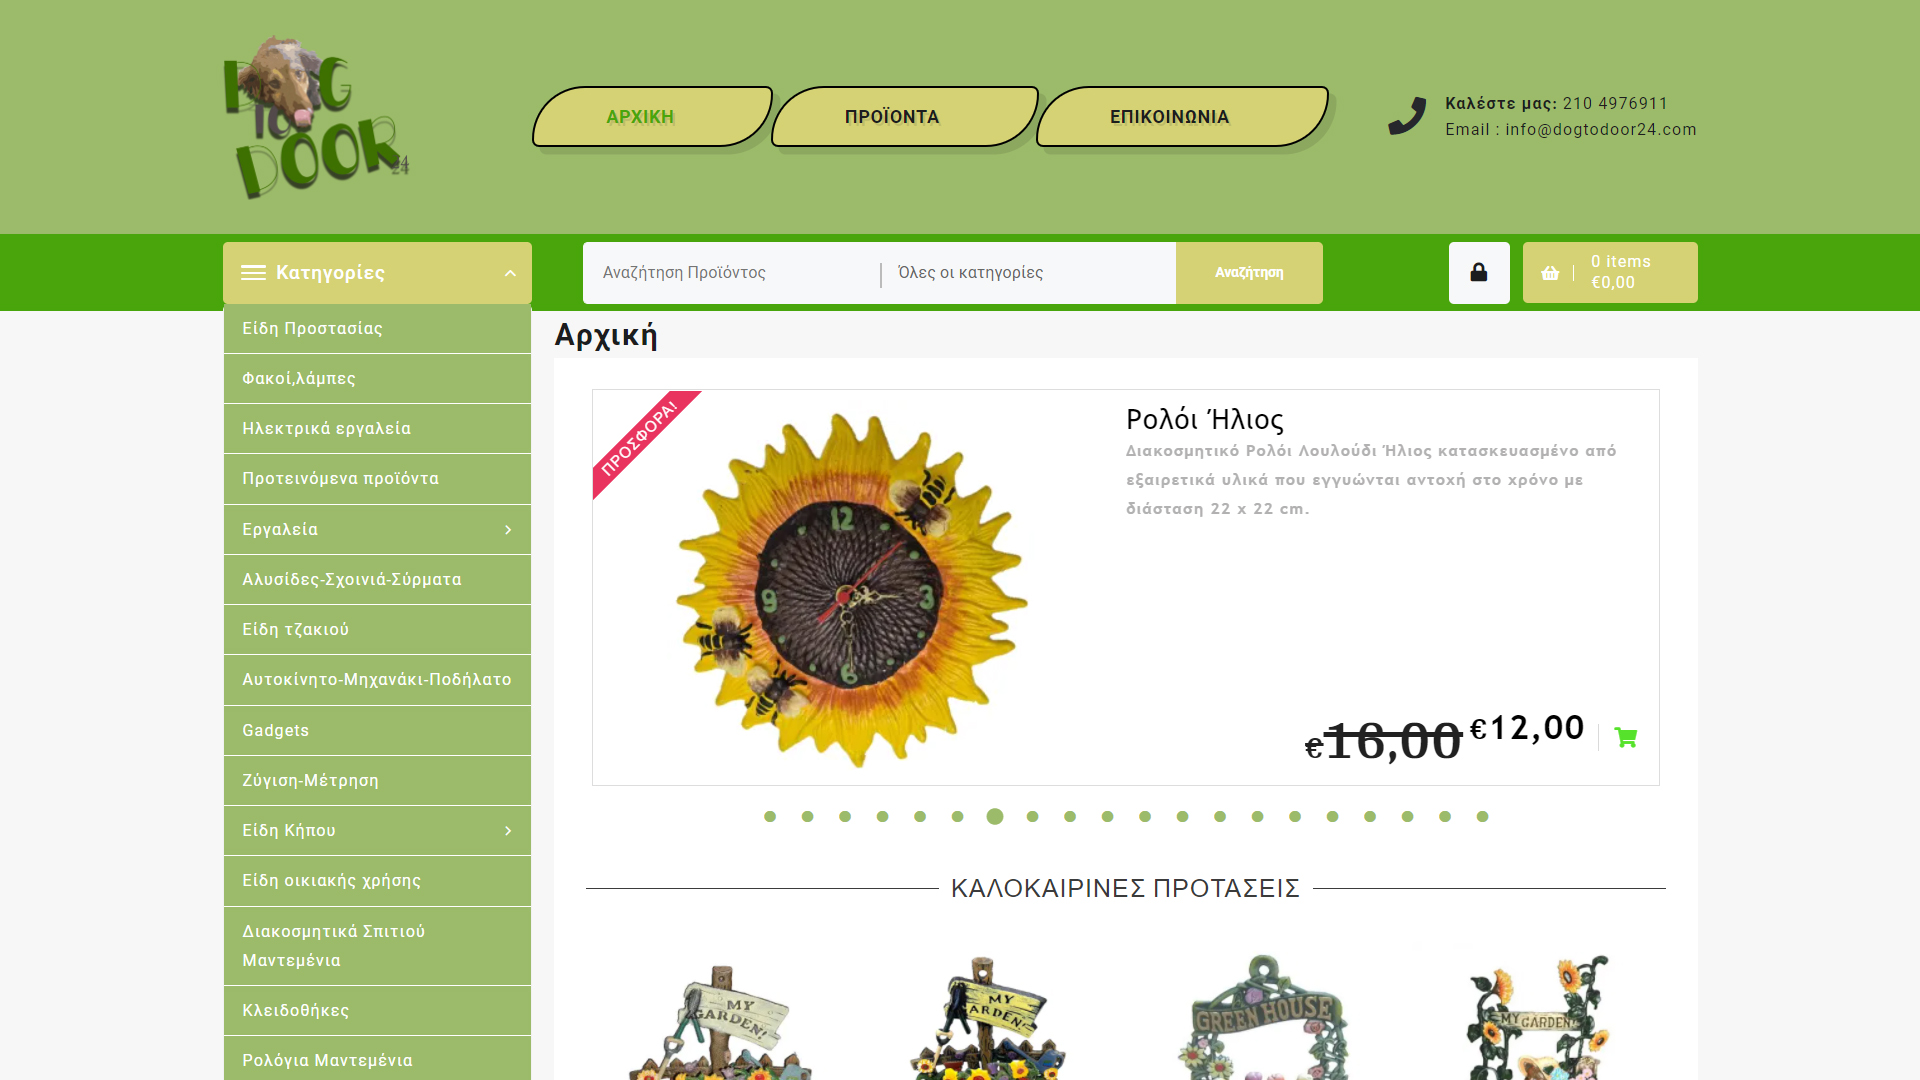 DOG
TO
DOOR
24
ΑΡΧΙΚΗ
ΠΡΟΪΟΝΤΑ
ΕΠΙΚΟΙΝΩΝΙΑ
Καλέστε μας: 210 4976911
Email : info@dogtodoor24.com
Κατηγορίες
Αναζήτηση Προϊόντος
Όλες οι κατηγορίες
Αναζήτηση
0 items
€0,00
Είδη Προστασίας
Φακοί,λάμπες
Ηλεκτρικά εργαλεία
Προτεινόμενα προϊόντα
Εργαλεία
Αλυσίδες-Σχοινιά-Σύρματα
Είδη τζακιού
Αυτοκίνητο-Μηχανάκι-Ποδήλατο
Gadgets
Ζύγιση-Μέτρηση
Είδη Κήπου
Είδη οικιακής χρήσης
Διακοσμητικά Σπιτιού
Μαντεμένια
Κλειδοθήκες
Ρολόγια Μαντεμένια
Αρχική
ΠΡΟΣΦΟΡΑ!
12
9
3
6
Ρολόι Ήλιος
Διακοσμητικό Ρολόι Λουλούδι Ήλιος κατασκευασμένο από
εξαιρετικά υλικά που εγγυώνται αντοχή στο χρόνο με
διάσταση 22 x 22 cm.
€16,00 €12,00
ΚΑΛΟΚΑΙΡΙΝΕΣ ΠΡΟΤΑΣΕΙΣ
MY
GARDEN!
MY
GARDEN!
GREEN HOUSE
MY GARDEN!